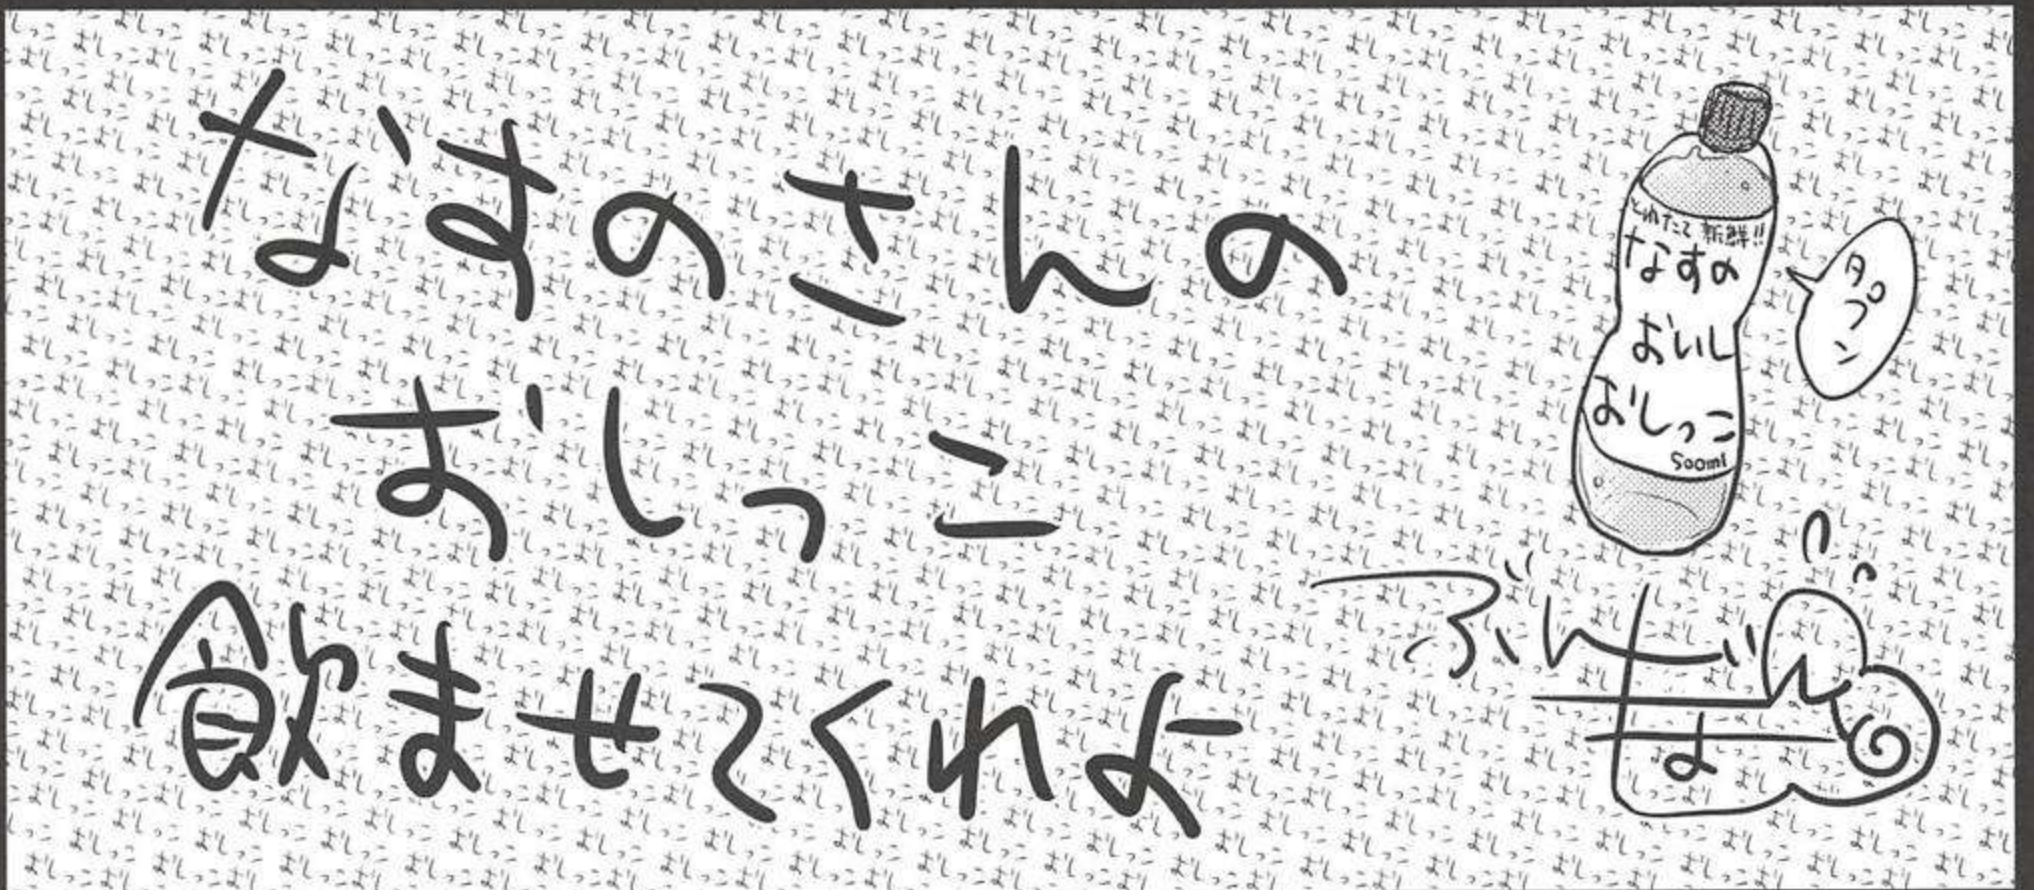 なすのさんの
おしっこ
飲ませてくれよ
とれたて 新鮮!!
なすの
おいし
おしっこ
500ml
タプン